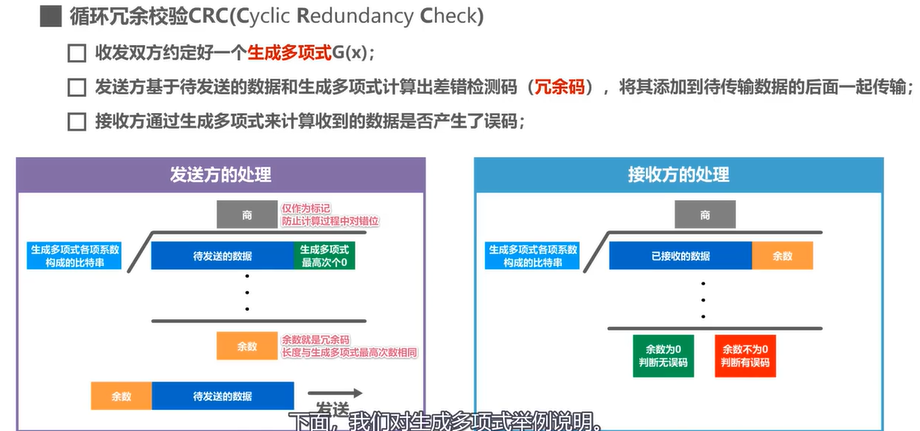 循环冗余校验CRC(Cyclic Redundancy Check)
收发双方约定好一个生成多项式G(x)；
发送方基于待发送的数据和生成多项式计算出差错检测码（冗余码），将其添加到待传输数据的后面一起传输；
接收方通过生成多项式来计算收到的数据是否产生了误码；
发送方的处理
商
仅作为标记
防止计算过程中对错位
生成多项式各项系数
构成的比特串
待发送的数据
生成多项式
最高次个0
余数
余数就是冗余码
长度与生成多项式最高次数相同
余数
待发送的数据
发送
接收方的处理
商
生成多项式各项系数
构成的比特串
已接收的数据
余数
余数为0
判断无误码
余数不为0
判断有误码
下面，我们对生成多项式举例说明。